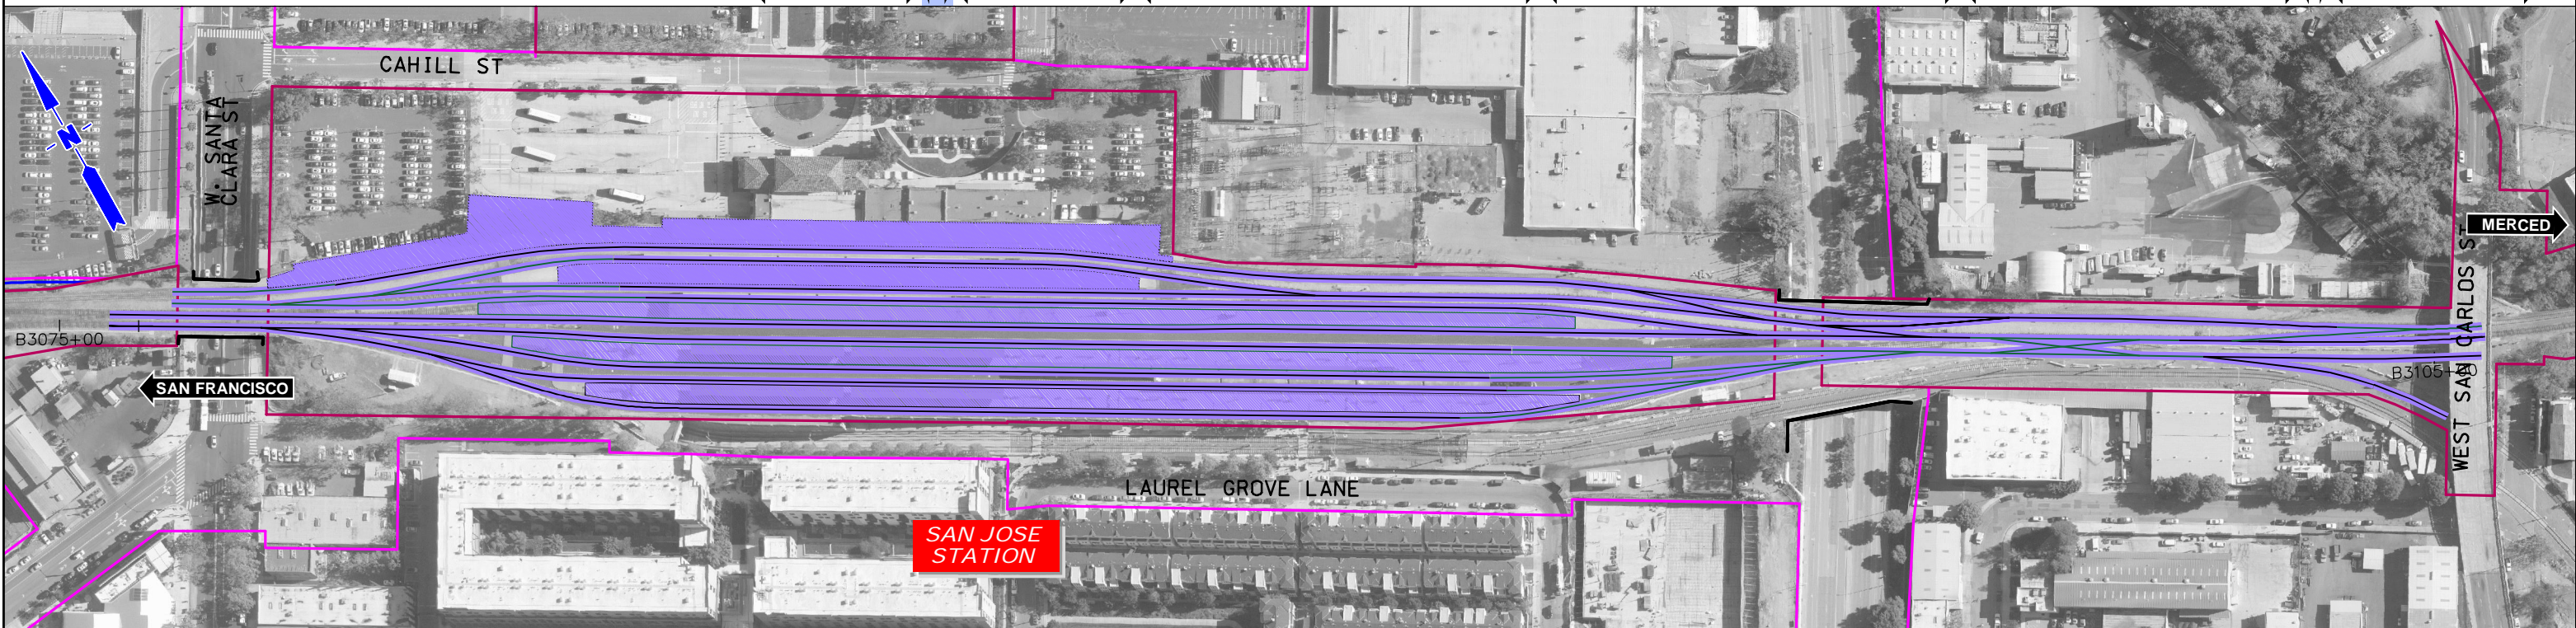 CAHILL ST
W. SANTA
CLARA ST
N
MERCED
B3075+00
SAN FRANCISCO
B3105+00
WEST SAN CARLOS ST
LAUREL GROVE LANE
SAN JOSE
STATION